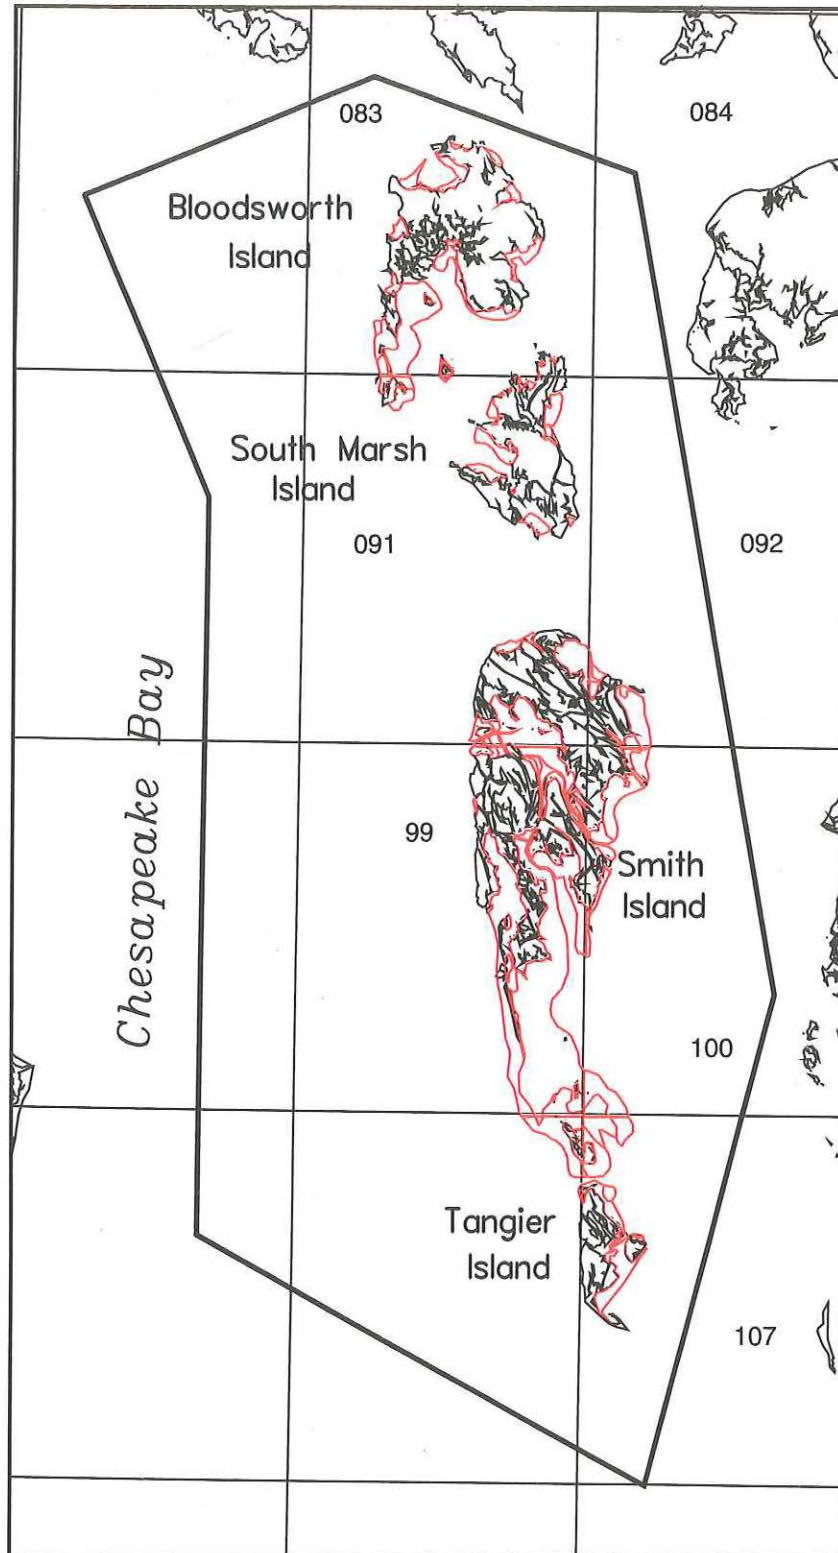 083
084
Bloodsworth
Island
South Marsh
Island
091
092
Chesapeake Bay
99
Smith
Island
100
Tangier
Island
107